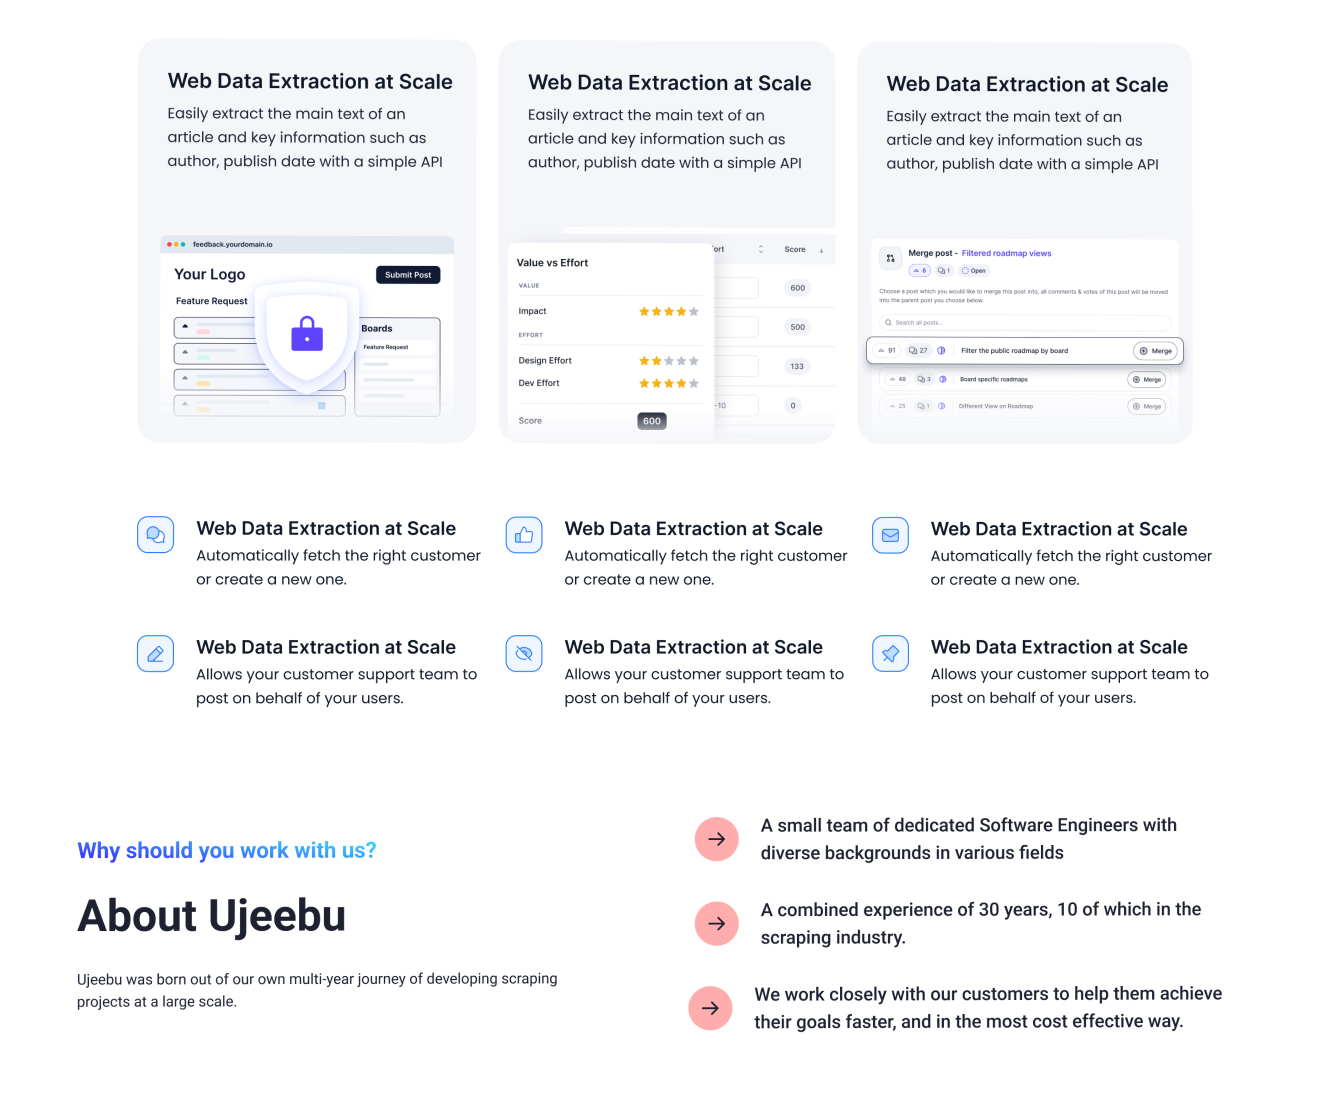 Web Data Extraction at Scale
Easily extract the main text of an
article and key information such as
author, publish date with a simple API
feedback.yourdomain.io
Your Logo
Submit Post
Feature Request
Boards
Feature Request
Web Data Extraction at Scale
Easily extract the main text of an
article and key information such as
author, publish date with a simple API
ort
Score
Value vs Effort
VALUE
Impact
EFFORT
Design Effort
Dev Effort
Score
600
600
500
133
-10
0
Web Data Extraction at Scale
Easily extract the main text of an
article and key information such as
author, publish date with a simple API
Merge post - Filtered roadmap views
6 1 Open
Choose a post which you would like to merge this post into, all comments & votes of this post will be moved
into the parent post you choose below.
Search all posts...
91 27 Filter the public roadmap by board Merge
48 3 Board specific roadmaps Merge
25 1 Different View on Roadmap Merge
Web Data Extraction at Scale
Automatically fetch the right customer
or create a new one.
Web Data Extraction at Scale
Automatically fetch the right customer
or create a new one.
Web Data Extraction at Scale
Automatically fetch the right customer
or create a new one.
Web Data Extraction at Scale
Allows your customer support team to
post on behalf of your users.
Web Data Extraction at Scale
Allows your customer support team to
post on behalf of your users.
Web Data Extraction at Scale
Allows your customer support team to
post on behalf of your users.
Why should you work with us?
About Ujeebu
Ujeebu was born out of our own multi-year journey of developing scraping
projects at a large scale.
A small team of dedicated Software Engineers with
diverse backgrounds in various fields
A combined experience of 30 years, 10 of which in the
scraping industry.
We work closely with our customers to help them achieve
their goals faster, and in the most cost effective way.